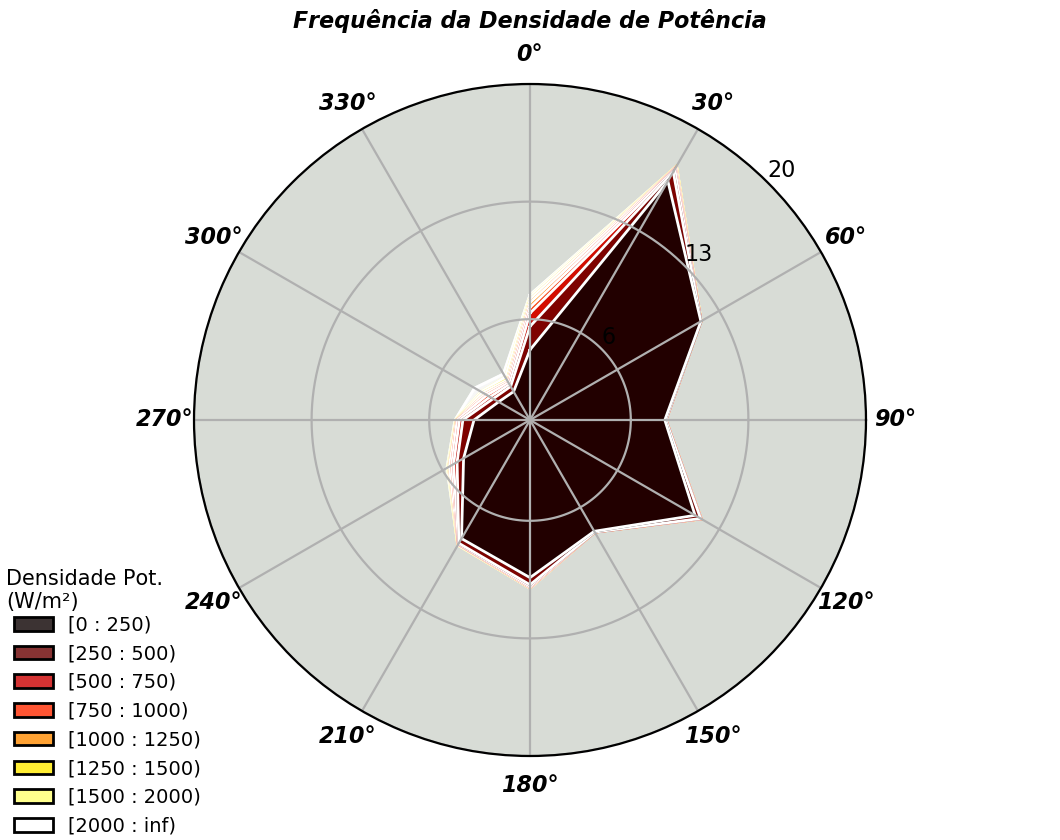 Frequência da Densidade de Potência
0°
330°
30°
20
300°
60°
13
6
270°
90°
240°
120°
210°
150°
180°
Densidade Pot.
(W/m²)
[0 : 250)
[250 : 500)
[500 : 750)
[750 : 1000)
[1000 : 1250)
[1250 : 1500)
[1500 : 2000)
[2000 : inf)